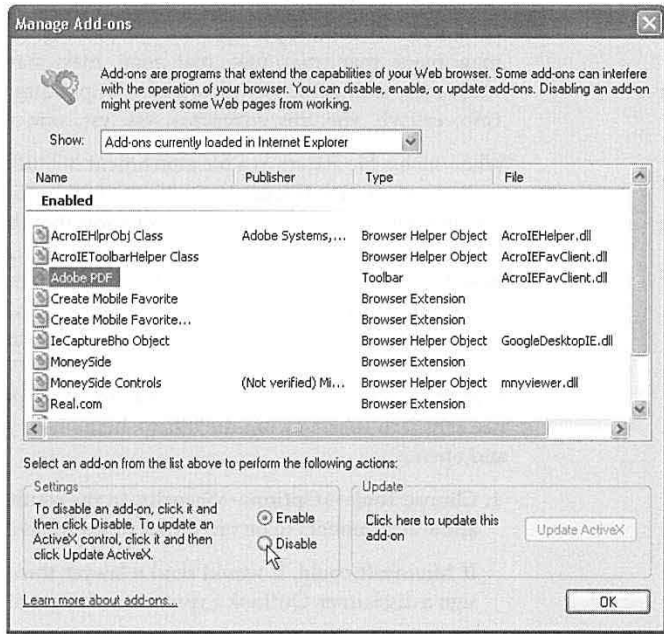 Manage Add-ons
Add-ons are programs that extend the capabilities of your Web browser. Some add-ons can interfere
with the operation of your browser. You can disable, enable, or update add-ons. Disabling an add-on
might prevent some Web pages from working.
Show: Add-ons currently loaded in Internet Explorer
Name Publisher Type File
Enabled
AcroIEHlprObj Class Adobe Systems,... Browser Helper Object AcroIEHelper.dll
AcroIEToolbarHelper Class Browser Helper Object AcroIEFavClient.dll
Adobe PDF Toolbar AcroIEFavClient.dll
Create Mobile Favorite Browser Extension
Create Mobile Favorite... Browser Extension
IeCaptureBho Object Browser Helper Object GoogleDesktopIE.dll
MoneySide Browser Extension
MoneySide Controls (Not verified) Mi... Browser Helper Object mnyviewer.dll
Real.com Browser Extension
Select an add-on from the list above to perform the following actions:
Settings
To disable an add-on, click it and
then click Disable. To update an
ActiveX control, click it and then
click Update ActiveX.
Enable
Disable
Update
Click here to update this
add-on
Update ActiveX
Learn more about add-ons...
OK